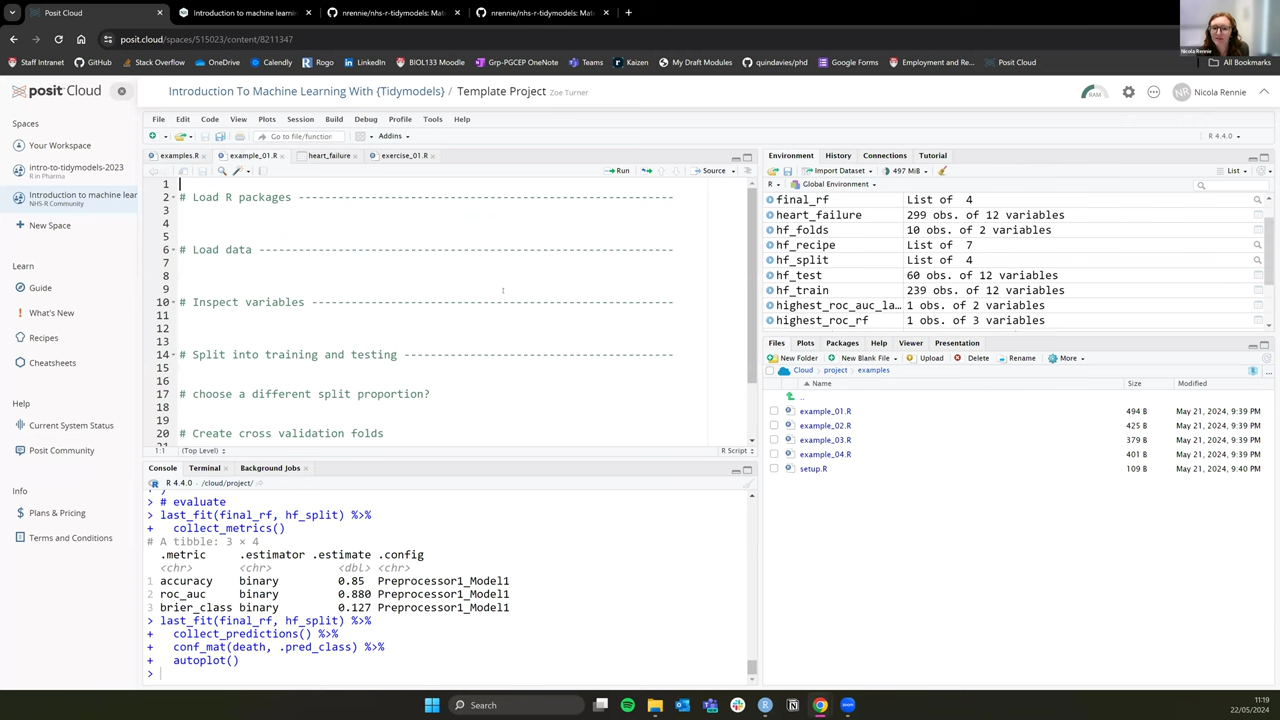 Posit Cloud
Introduction to machine learnin
nrennie/nhs-r-tidymodels: Mat
nrennie/nhs-r-tidymodels: Mat
posit.cloud/spaces/515023/content/8211347
Staff Intranet
GitHub
Stack Overflow
OneDrive
Calendly
Rogo
LinkedIn
BIOL133 Moodle
Grp-PGCEP ONENOTE
Teams
Kaizen
My Draft Modules
quindavies/phd
Google Forms
Employment and Re...
Posit Cloud
All Bookmarks
Nicola Rennie
posit Cloud
Introduction To Machine Learning With {Tidymodels} / Template Project Zoe Turner
RAM
NR Nicola Rennie
Spaces
Your Workspace
intro-to-tidymodels-2023
R in Pharma
Introduction to machine lear
NHS-R Community
New Space
Learn
Guide
What's New
Recipes
Cheatsheets
Help
Current System Status
Posit Community
Info
Plans & Pricing
Terms and Conditions
File Edit Code View Plots Session Build Debug Profile Tools Help
Go to file/function
Addins
R 4.4.0
examples.R
example_01.R
heart_failure
exercise_01.R
Run
Source
1
2 # Load R packages -------------------------------------------------------
3
4
5
6 # Load data -------------------------------------------------------------
7
8
9
10 # Inspect variables -----------------------------------------------------
11
12
13
14 # Split into training and testing ---------------------------------------
15
16
17 # choose a different split proportion?
18
19
20 # Create cross validation folds
21
1:1 (Top Level) R Script
Console Terminal Background Jobs
R 4.4.0 · /cloud/project/
> # evaluate
> last_fit(final_rf, hf_split) %>%
+ collect_metrics()
# A tibble: 3 × 4
.metric .estimator .estimate .config
<chr> <chr> <dbl> <chr>
1 accuracy binary 0.85 Preprocessor1_Model1
2 roc_auc binary 0.880 Preprocessor1_Model1
3 brier_class binary 0.127 Preprocessor1_Model1
> last_fit(final_rf, hf_split) %>%
+ collect_predictions() %>%
+ conf_mat(death, .pred_class) %>%
+ autoplot()
>
Environment History Connections Tutorial
Import Dataset 497 MiB List
R Global Environment
final_rf List of 4
heart_failure 299 obs. of 12 variables
hf_folds 10 obs. of 2 variables
hf_recipe List of 7
hf_split List of 4
hf_test 60 obs. of 12 variables
hf_train 239 obs. of 12 variables
highest_roc_auc_la... 1 obs. of 2 variables
highest_roc_rf 1 obs. of 3 variables
Files Plots Packages Help Viewer Presentation
New Folder New Blank File Upload Delete Rename More
Cloud project examples
Name Size Modified
..
example_01.R 494 B May 21, 2024, 9:39 PM
example_02.R 425 B May 21, 2024, 9:39 PM
example_03.R 379 B May 21, 2024, 9:39 PM
example_04.R 401 B May 21, 2024, 9:39 PM
setup.R 109 B May 21, 2024, 9:40 PM
Search
11:19
22/05/2024